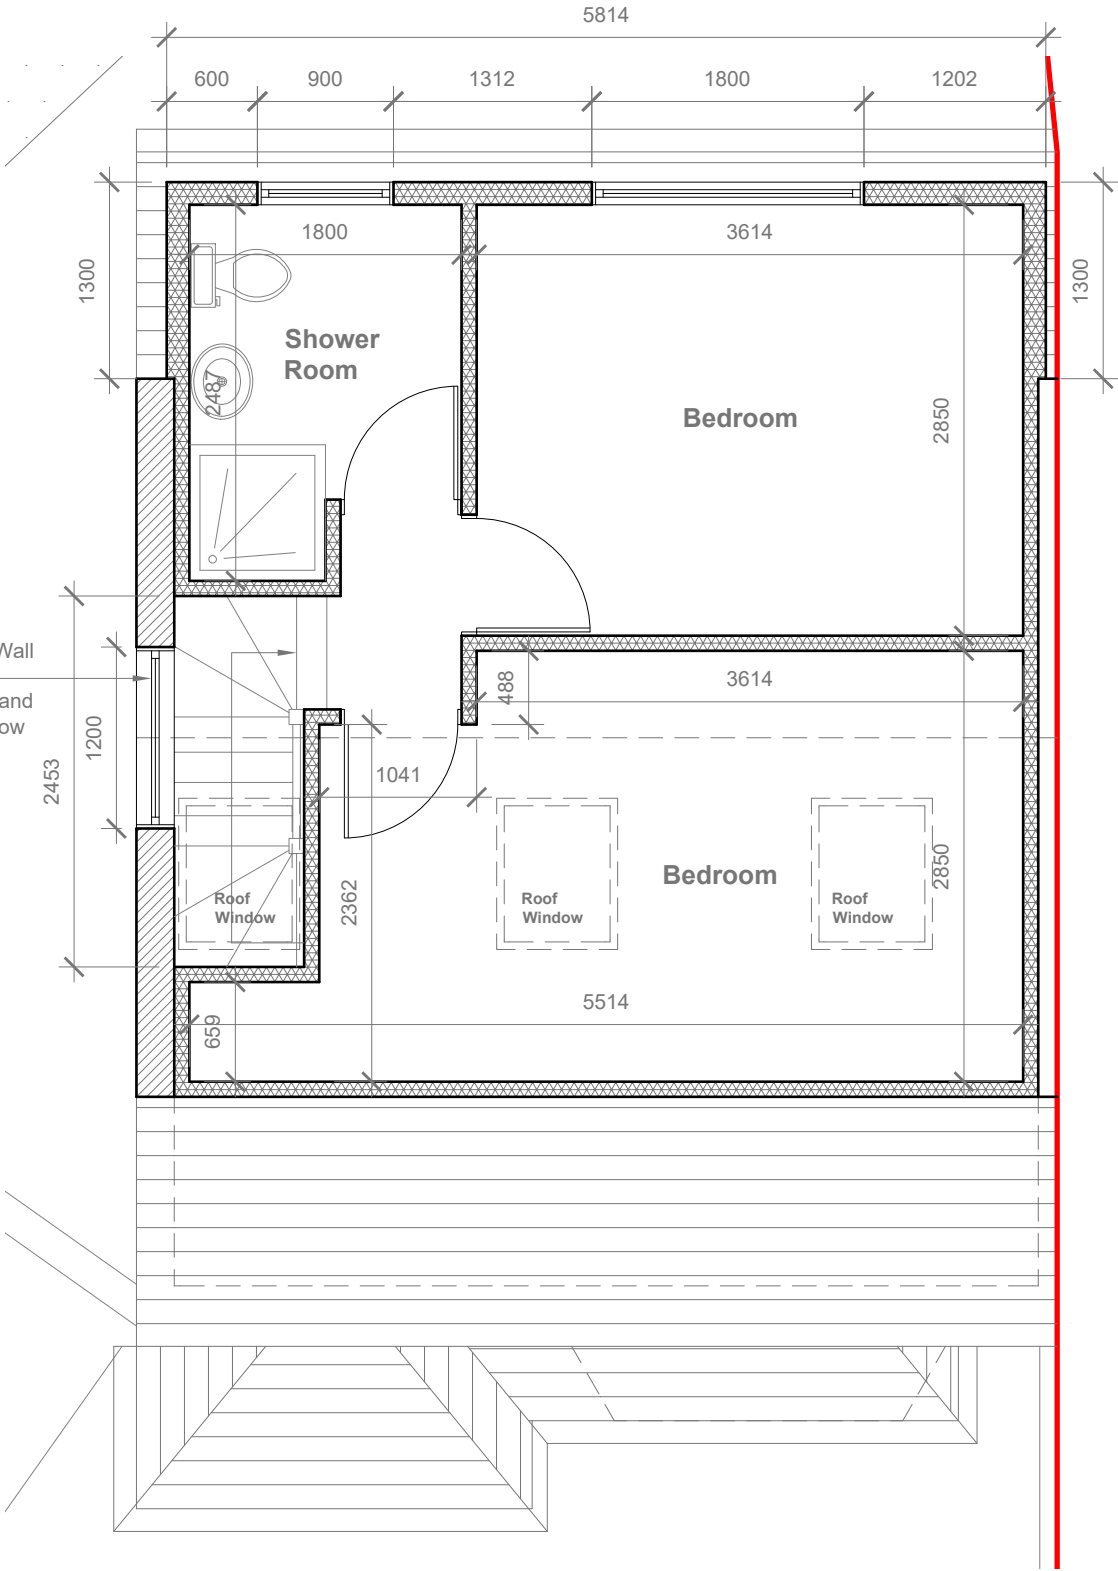 5814
600
900
1312
1800
1202
1800
3614
1300
1300
Shower
Room
2487
Bedroom
2850
Wall
and
ow
1200
2453
488
3614
1041
2362
Bedroom
2850
Roof
Window
Roof
Window
Roof
Window
5514
659